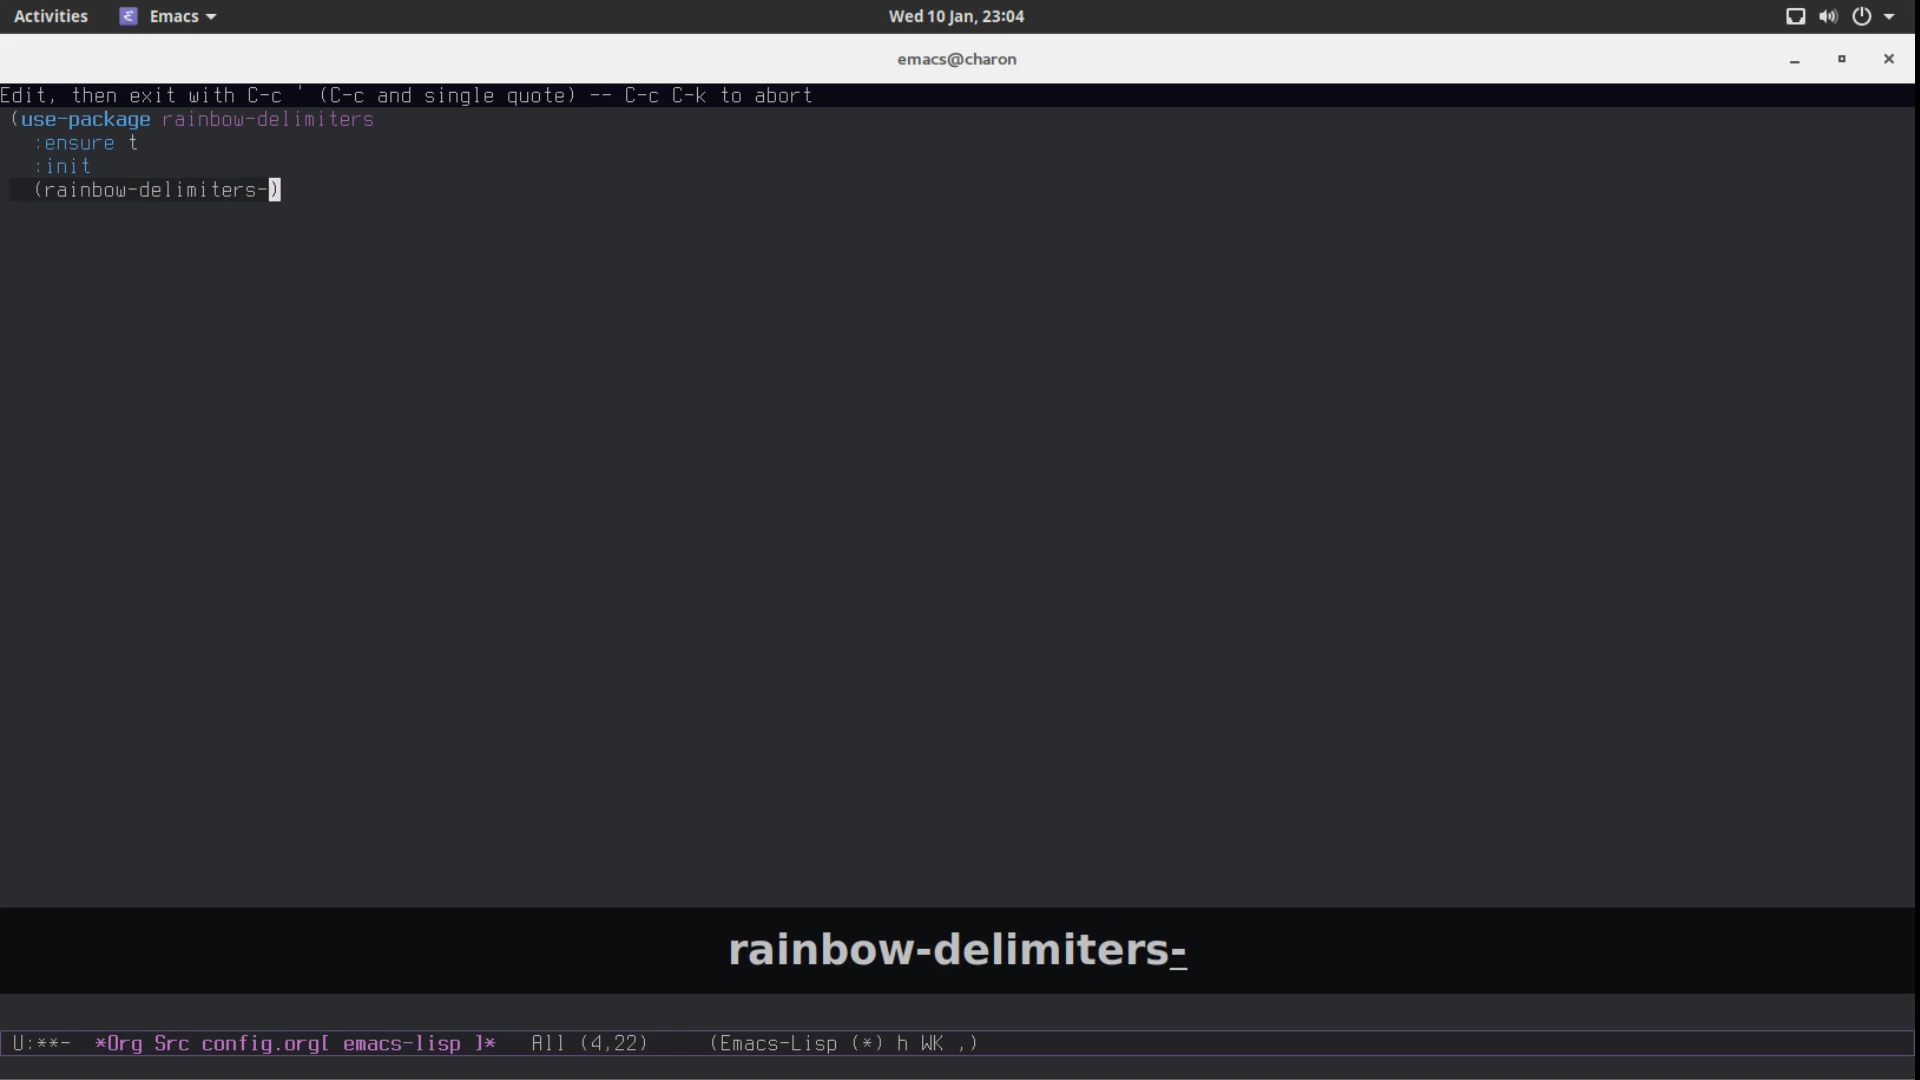 Activities Emacs Wed 10 Jan, 23:04
emacs@charon
Edit, then exit with C-c ' (C-c and single quote) -- C-c C-k to abort
(use-package rainbow-delimiters
  :ensure t
  :init
  (rainbow-delimiters-)
rainbow-delimiters-
U:**-  *Org Src config.org[ emacs-lisp ]*   All (4,22)     (Emacs-Lisp (*) h WK ,)